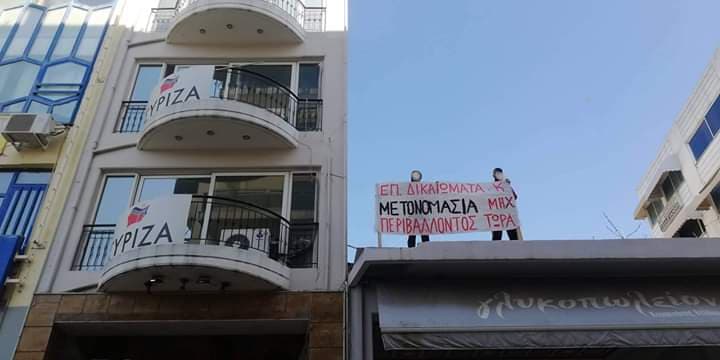 ΥΡΙΖΑ
ΥΡΙΖΑ
ΕΠ. ΔΙΚΑΙΩΜΑΤΑ Κ
ΜΕΤΟΝΟΜΑΣΙΑ ΜΗΧ
ΠΕΡΙΒΑΛΛΟΝΤΟΣ ΤΩΡΑ
γλυκοπωλείον